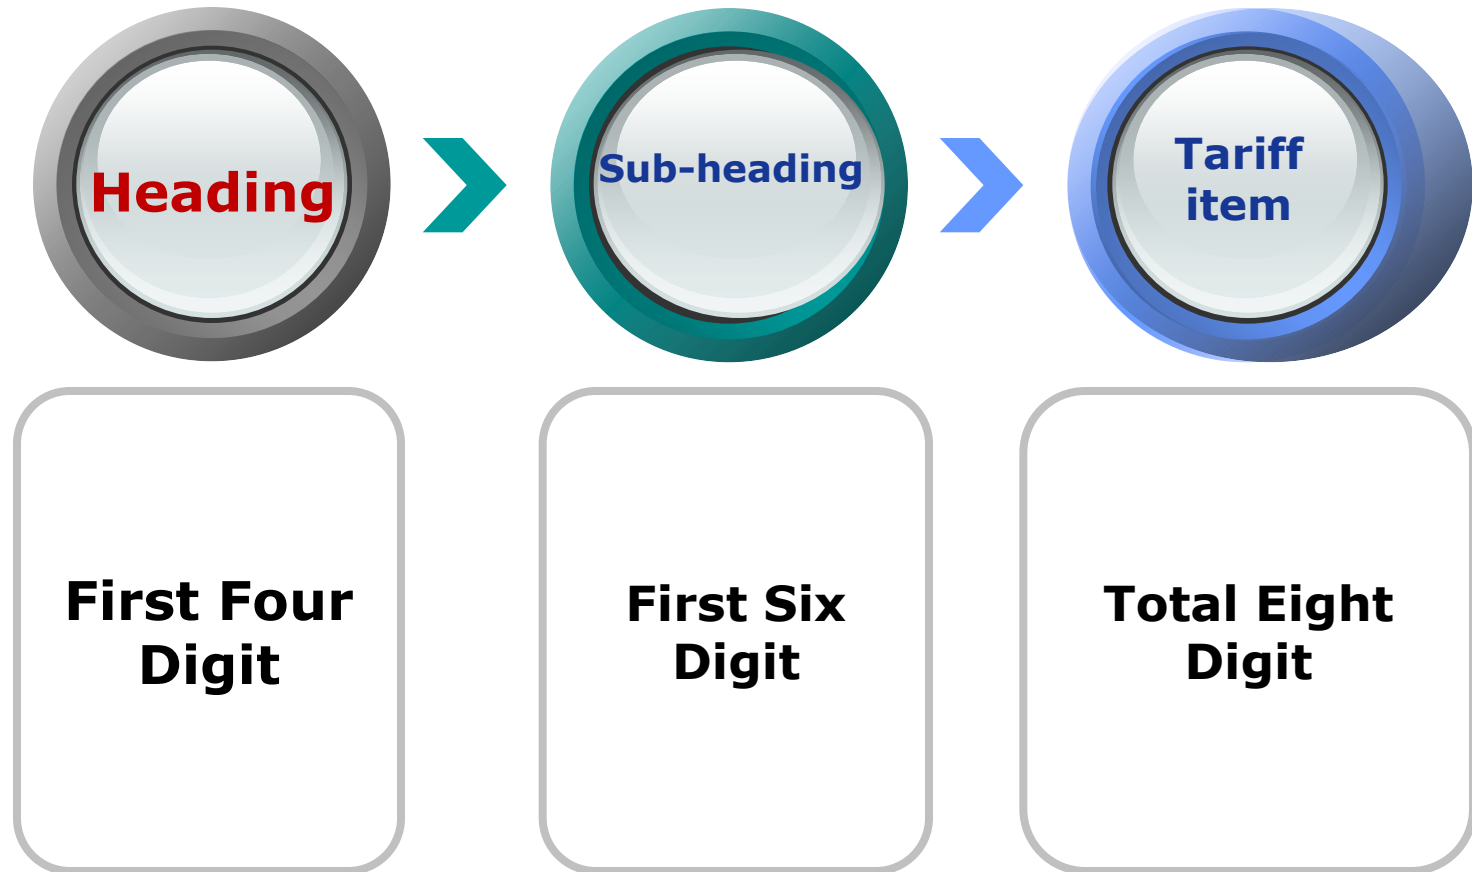 Heading
Sub-heading
Tariff
item
First Four
Digit
First Six
Digit
Total Eight
Digit